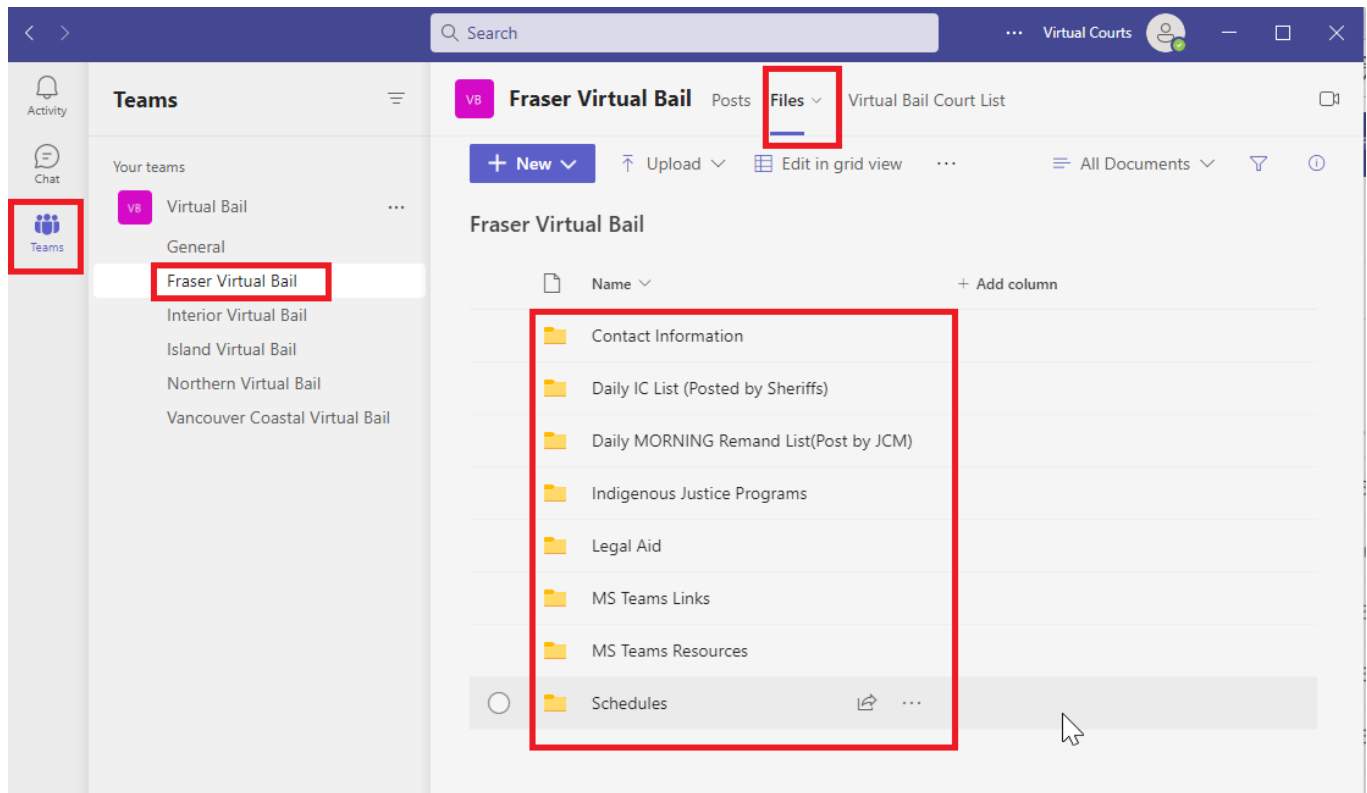 Search
Virtual Courts
Activity
Chat
Teams
Teams
Your teams
VB Virtual Bail
General
Fraser Virtual Bail
Interior Virtual Bail
Island Virtual Bail
Northern Virtual Bail
Vancouver Coastal Virtual Bail
VB Fraser Virtual Bail Posts Files Virtual Bail Court List
+ New Upload Edit in grid view ... All Documents
Fraser Virtual Bail
Name + Add column
Contact Information
Daily IC List (Posted by Sheriffs)
Daily MORNING Remand List(Post by JCM)
Indigenous Justice Programs
Legal Aid
MS Teams Links
MS Teams Resources
Schedules